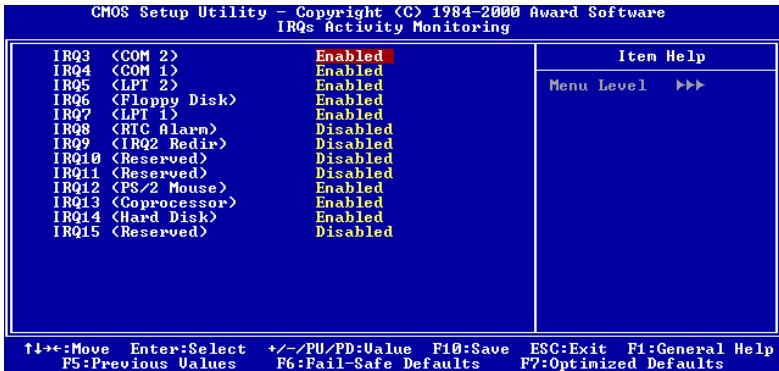 CMOS Setup Utility - Copyright (C) 1984-2000 Award Software
IRQs Activity Monitoring
IRQ3 (COM 2) Enabled
IRQ4 (COM 1) Enabled
IRQ5 (LPT 2) Enabled
IRQ6 (Floppy Disk) Enabled
IRQ7 (LPT 1) Enabled
IRQ8 (RTC Alarm) Disabled
IRQ9 (IRQ2 Redir) Disabled
IRQ10 (Reserved) Disabled
IRQ11 (Reserved) Disabled
IRQ12 (PS/2 Mouse) Enabled
IRQ13 (Coprocessor) Enabled
IRQ14 (Hard Disk) Enabled
IRQ15 (Reserved) Disabled
Item Help
Menu Level ▸▸▸
↑↓→←:Move Enter:Select +/-/PU/PD:Value F10:Save ESC:Exit F1:General Help
F5:Previous Values F6:Fail-Safe Defaults F7:Optimized Defaults